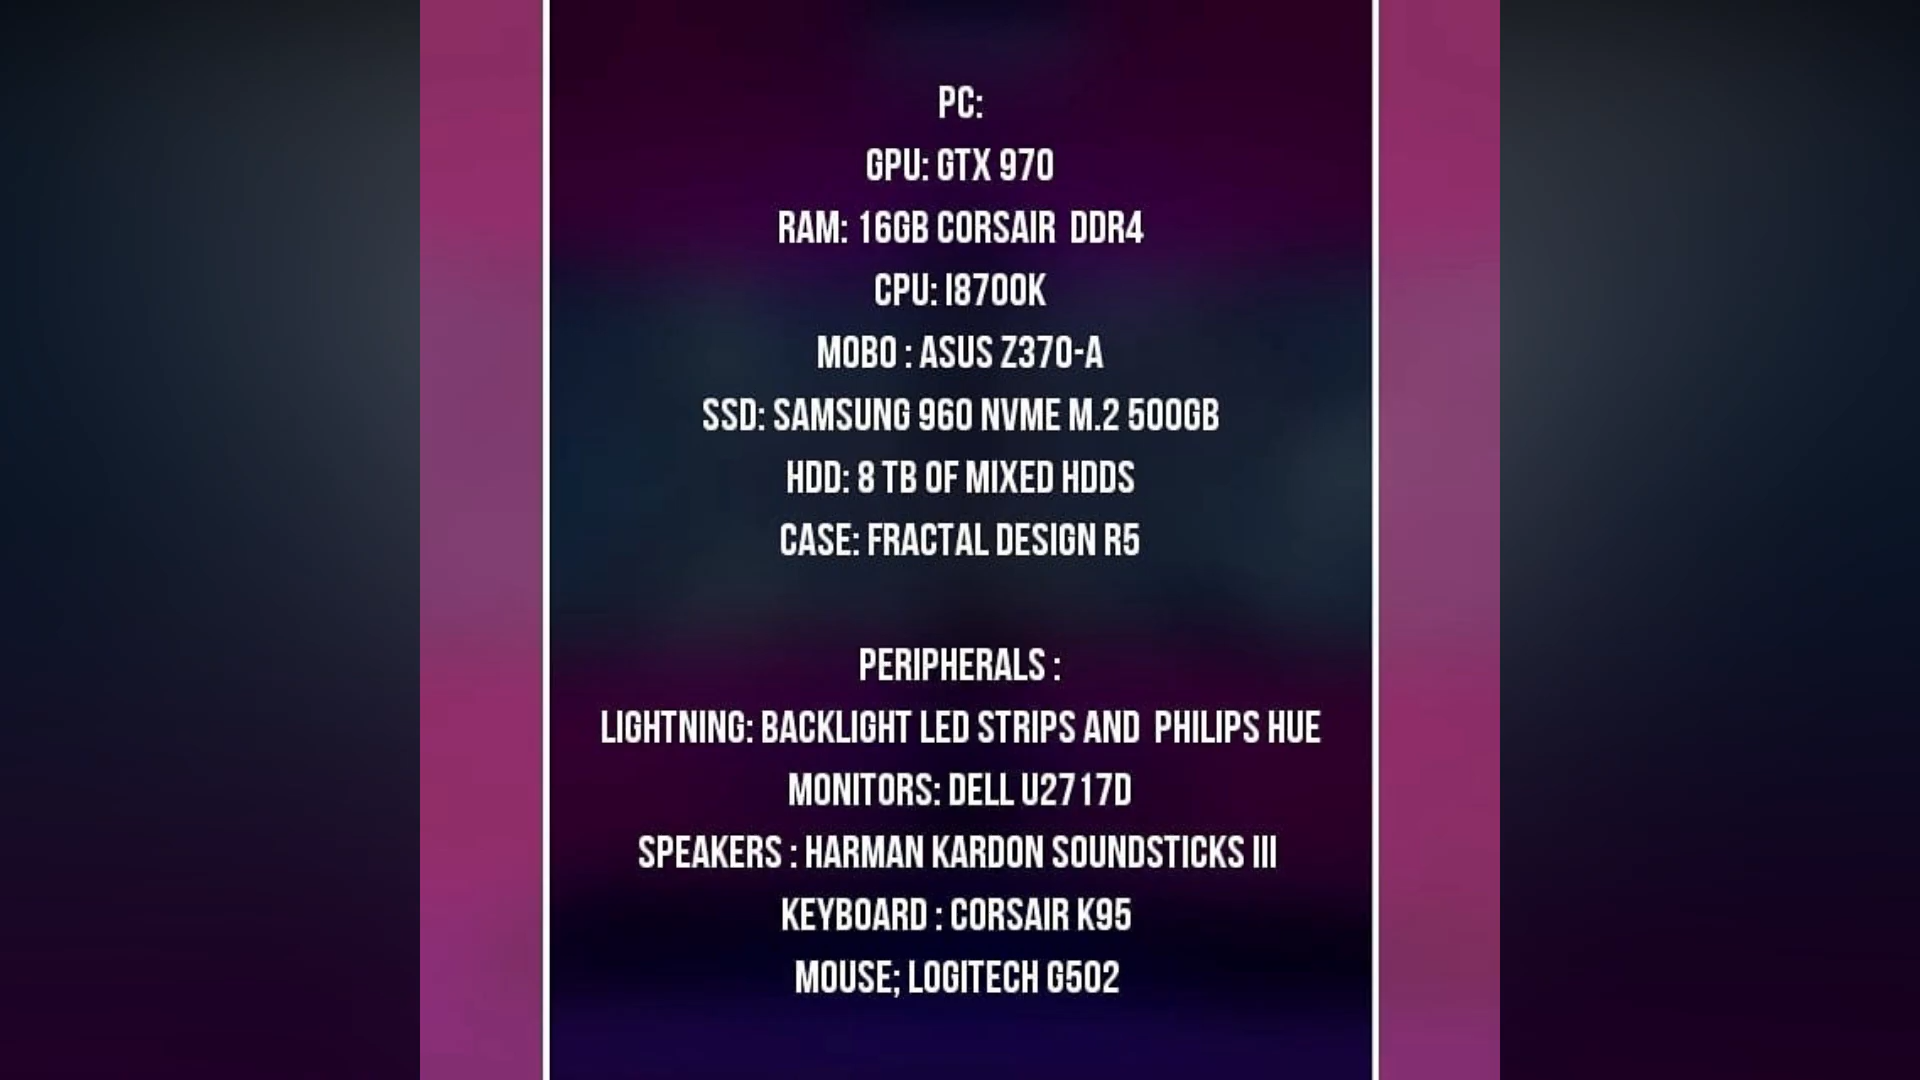 PC:
GPU: GTX 970
RAM: 16GB CORSAIR DDR4
CPU: I8700K
MOBO : ASUS Z370-A
SSD: SAMSUNG 960 NVME M.2 500GB
HDD: 8 TB OF MIXED HDDS
CASE: FRACTAL DESIGN R5
PERIPHERALS :
LIGHTNING: BACKLIGHT LED STRIPS AND PHILIPS HUE
MONITORS: DELL U2717D
SPEAKERS : HARMAN KARDON SOUNDSTICKS III
KEYBOARD : CORSAIR K95
MOUSE; LOGITECH G502